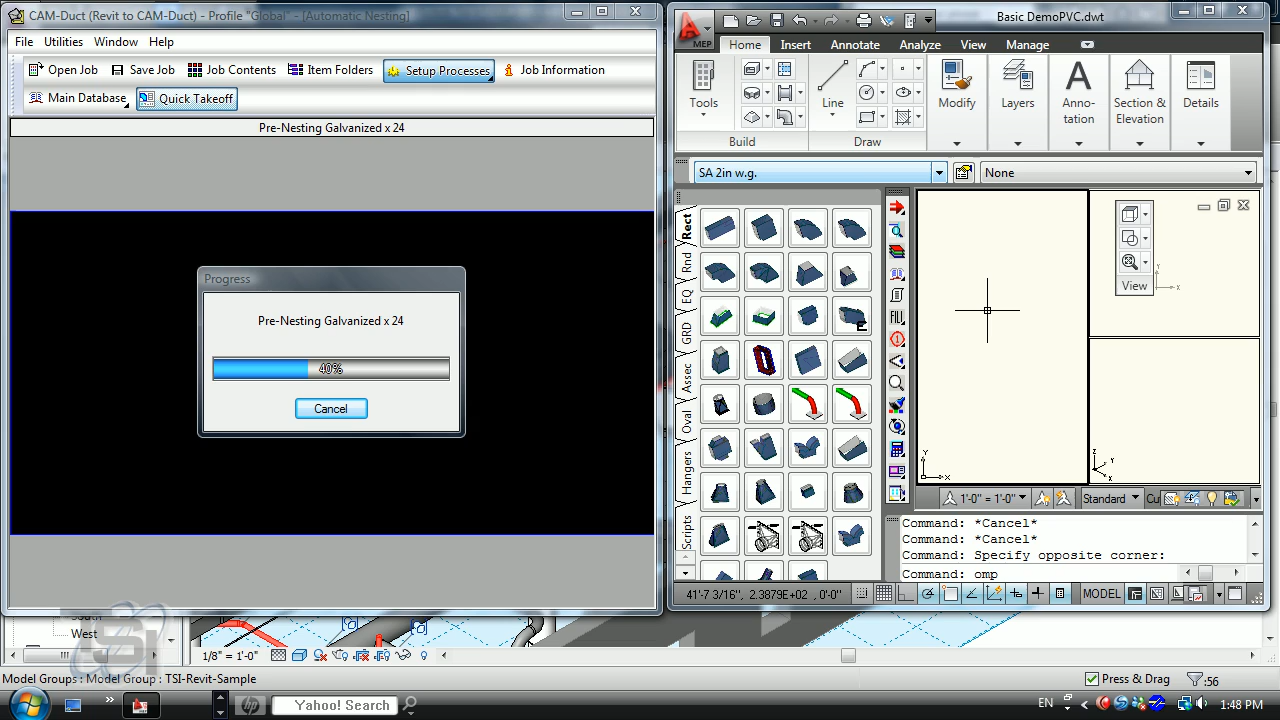 CAM-Duct (Revit to CAM-Duct) - Profile "Global" - [Automatic Nesting]
File Utilities Window Help
Open Job Save Job Job Contents Item Folders Setup Processes Job Information
Main Database Quick Takeoff
Pre-Nesting Galvanized x 24
Progress
Pre-Nesting Galvanized x 24
40%
Cancel
Basic DemoPVC.dwt
MEP
Home Insert Annotate Analyze View Manage
Tools
Line
Modify
Layers
Anno-
tation
Section &
Elevation
Details
Build
Draw
SA 2in w.g.
None
Rect
Rnd
EQ
GRD
Assec
Oval
Hangers
Scripts
View
Y
X
X
Y
Z
Y
X
1'-0" = 1'-0"
Standard
Cu
Command: *Cancel*
Command: *Cancel*
Command: Specify opposite corner:
Command: omp
41'-7 3/16", 2.3879E+02 , 0'-0"
MODEL
South
West
TSI
1/8" = 1'-0"
Model Groups : Model Group : TSI-Revit-Sample
Press & Drag
:56
hp
Yahoo! Search
EN
1:48 PM